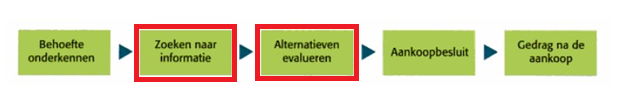 Behoefte
onderkennen
Zoeken naar
informatie
Alternatieven
evalueren
Aankoopbesluit
Gedrag na de
aankoop